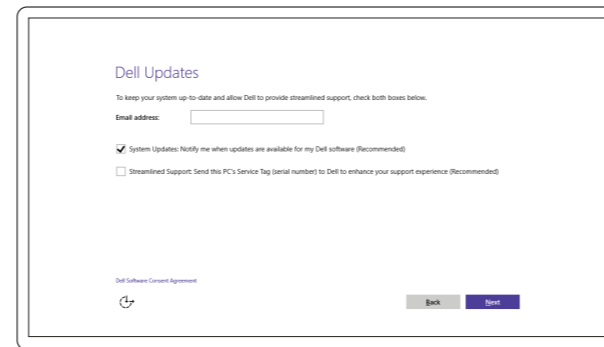 Dell Updates
To keep your system up-to-date and allow Dell to provide streamlined support, check both boxes below.
Email address:
System Updates: Notify me when updates are available for my Dell software (Recommended)
Streamlined Support: Send this PC's Service Tag (serial number) to Dell to enhance your support experience (Recommended)
Dell Software Consent Agreement
Back Next